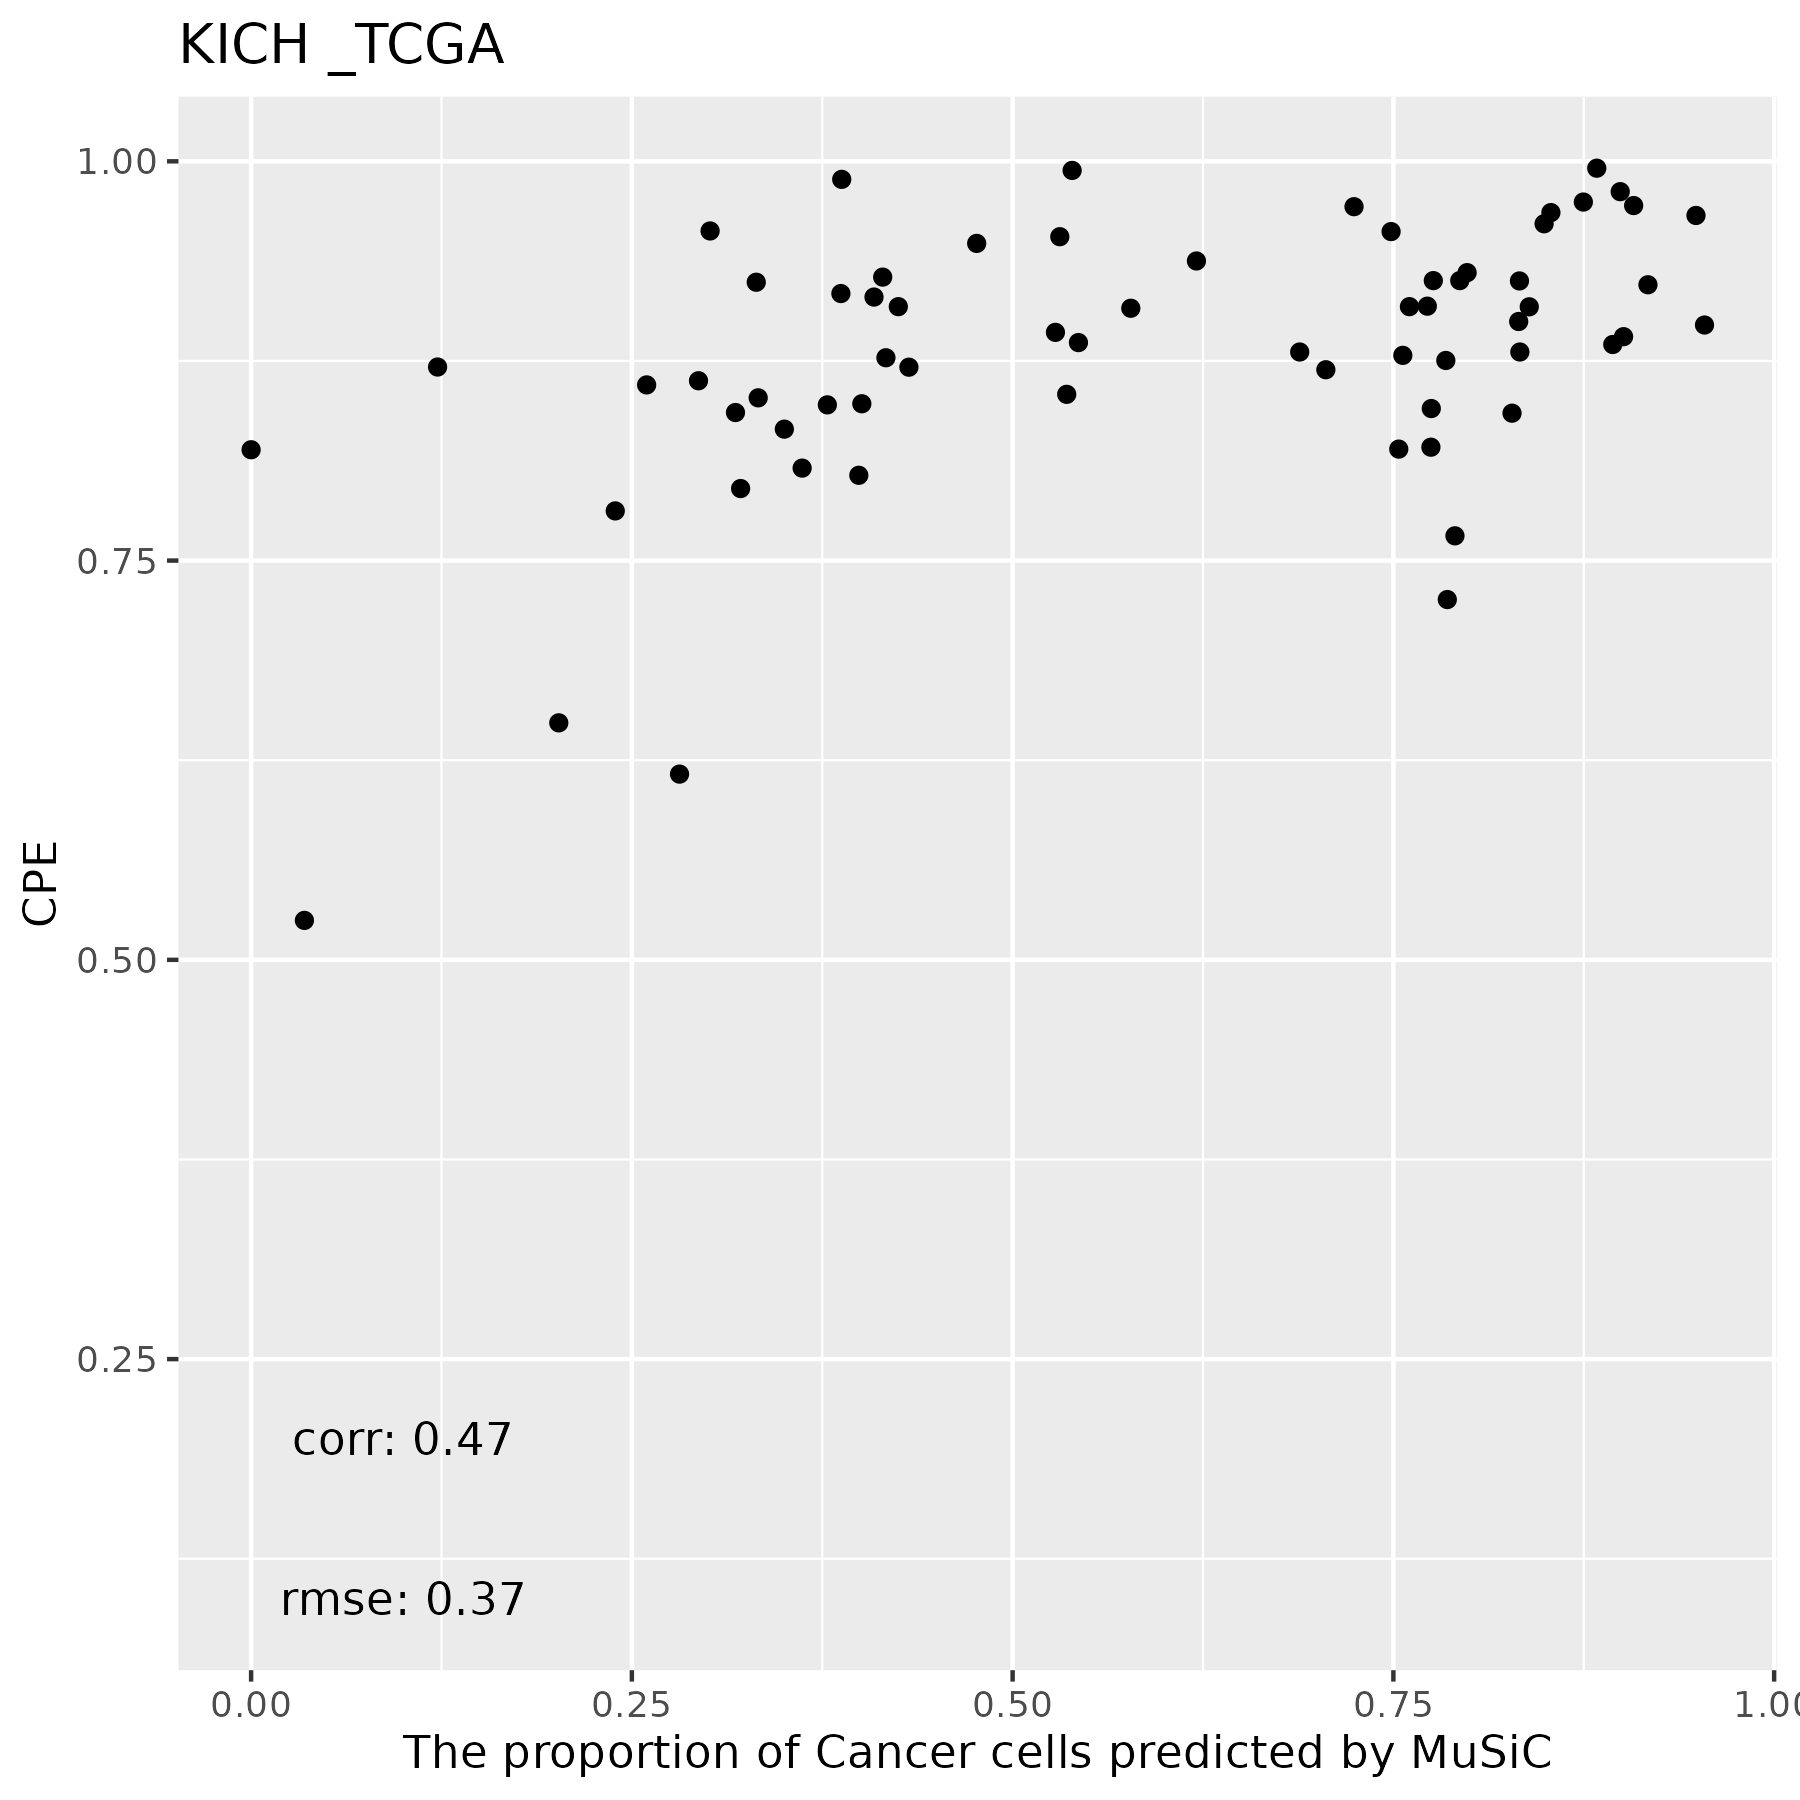 KICH _TCGA
1.00
0.75
0.50
0.25
CPE
corr: 0.47
rmse: 0.37
0.00 0.25 0.50 0.75 1.00
The proportion of Cancer cells predicted by MuSiC